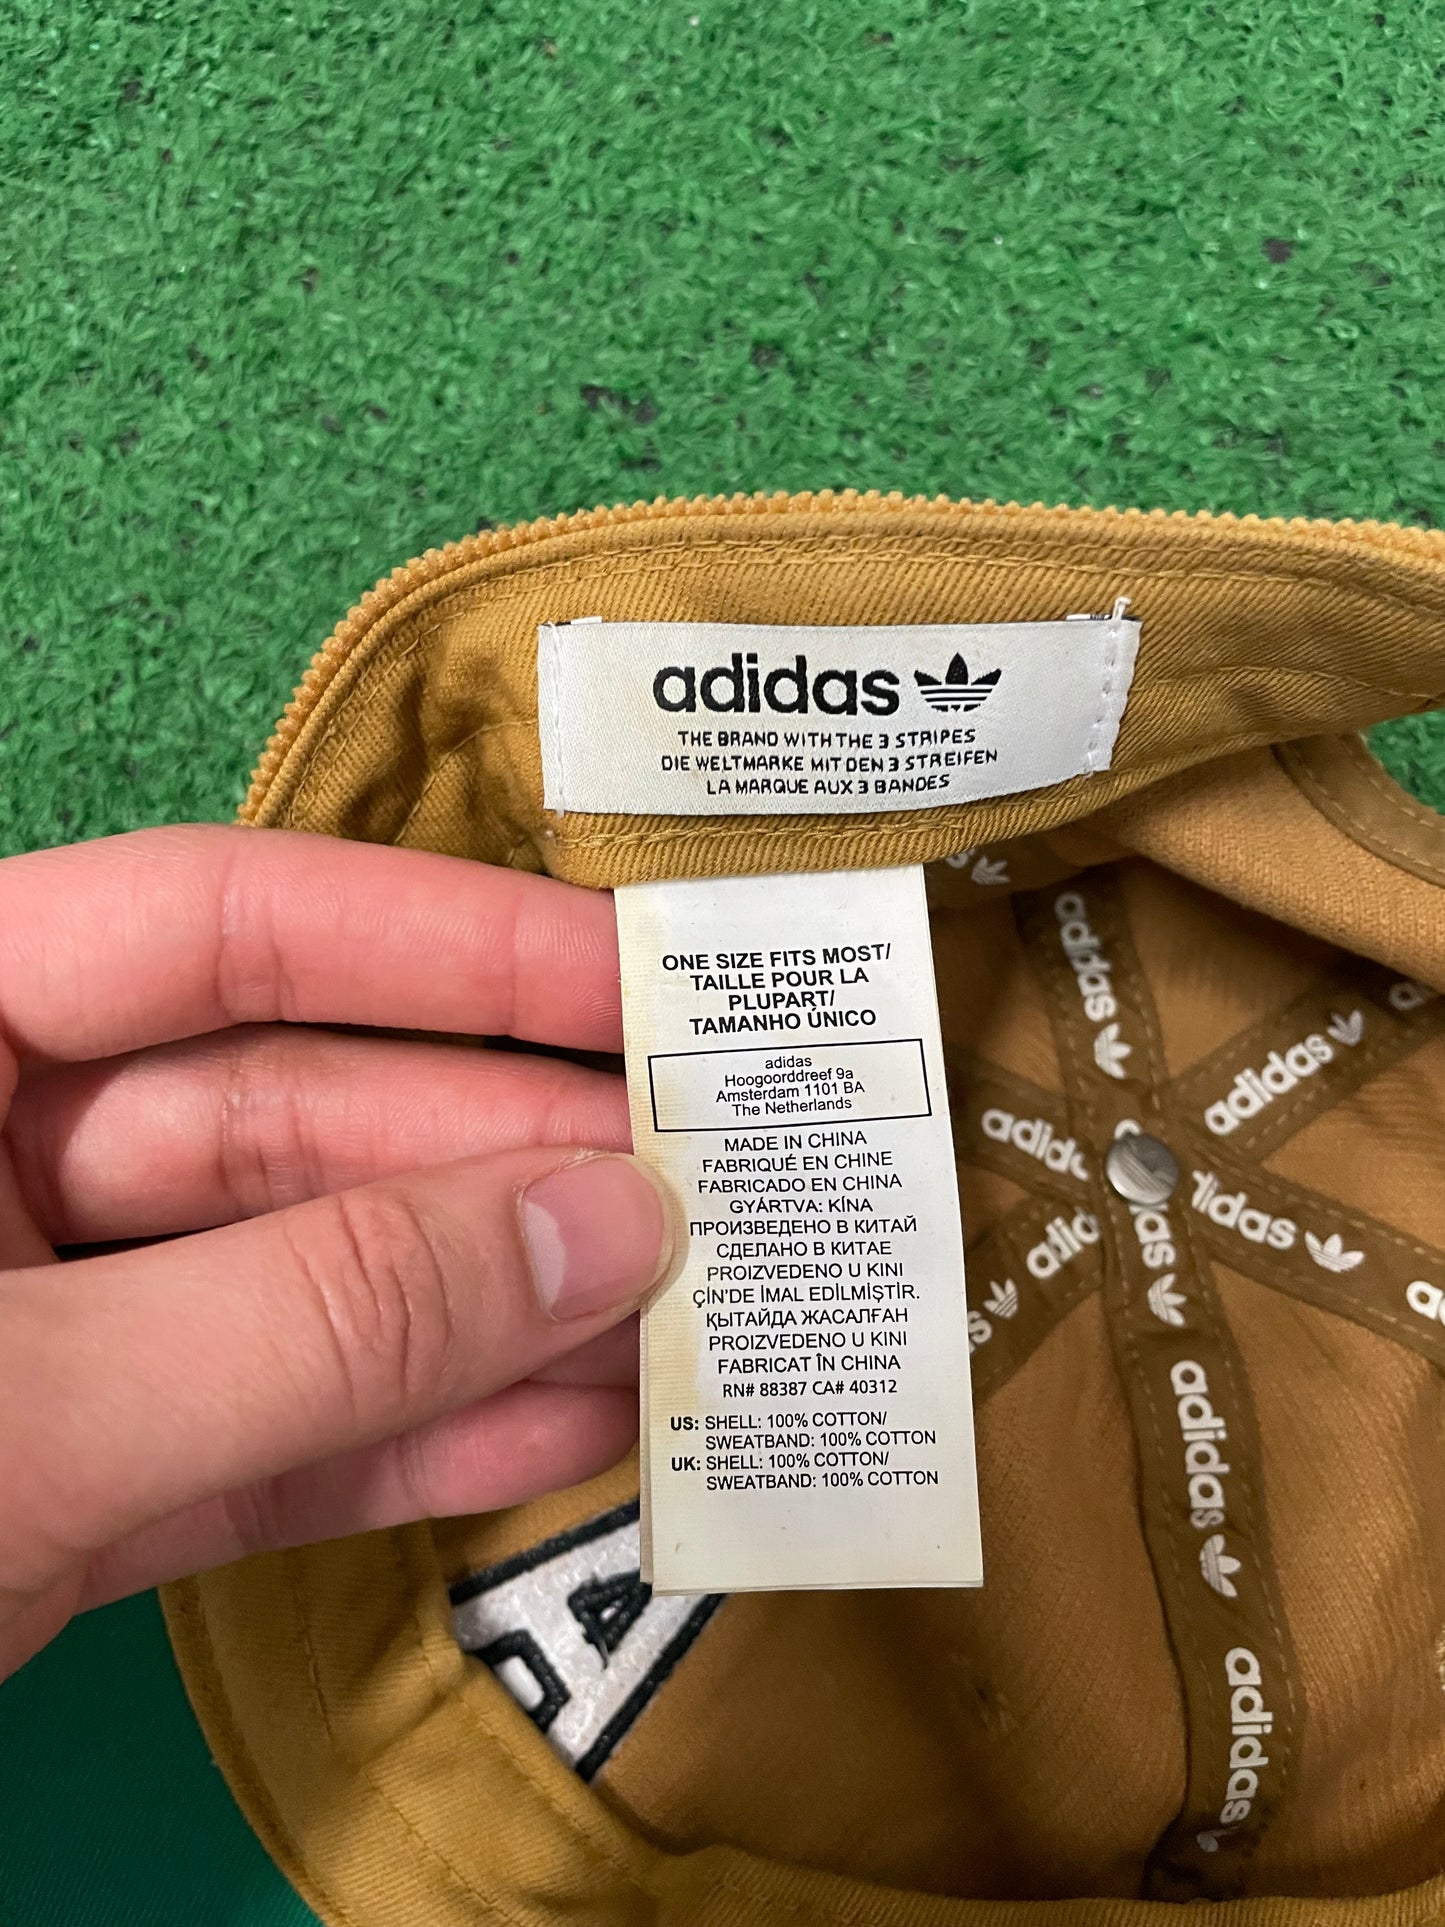 adidas
THE BRAND WITH THE 3 STRIPES
DIE WELTMARKE MIT DEN 3 STREIFEN
LA MARQUE AUX 3 BANDES
ONE SIZE FITS MOST/
TAILLE POUR LA
PLUPART/
TAMANHO ÚNICO
adidas
Hoogoorddreef 9a
Amsterdam 1101 BA
The Netherlands
MADE IN CHINA
FABRIQUÉ EN CHINE
FABRICADO EN CHINA
GYÁRTVA: KÍNA
ПРОИЗВЕДЕНО В КИТАЙ
СДЕЛАНО В КИТАЕ
PROIZVEDENO U KINI
ÇİN'DE İMAL EDİLMİŞTİR.
ҚЫТАЙДА ЖАСАЛҒАН
PROIZVEDENO U KINI
FABRICAT ÎN CHINA
RN# 88387 CA# 40312
US: SHELL: 100% COTTON/
SWEATBAND: 100% COTTON
UK: SHELL: 100% COTTON/
SWEATBAND: 100% COTTON
adidas
adidas
adidas
adidas
adidas